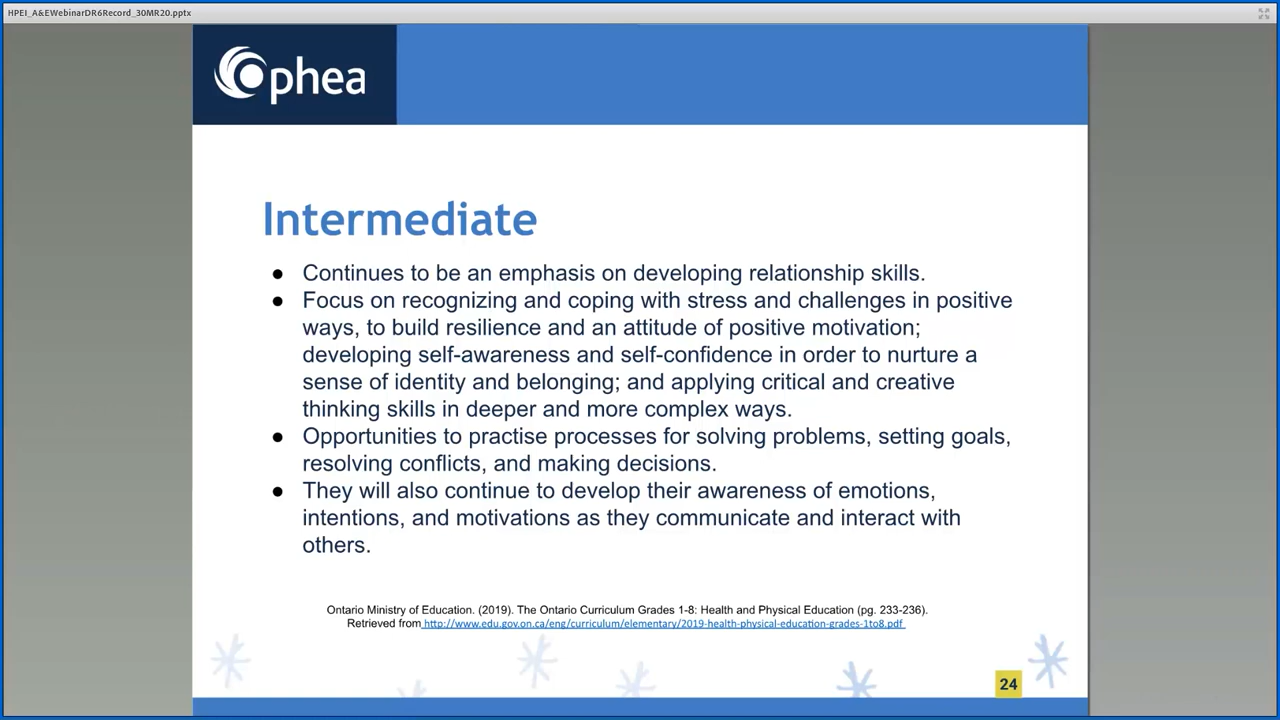 HPEI_A&EWebinarDR6Record_30MR20.pptx
Ophea
Intermediate
● Continues to be an emphasis on developing relationship skills.
● Focus on recognizing and coping with stress and challenges in positive
ways, to build resilience and an attitude of positive motivation;
developing self-awareness and self-confidence in order to nurture a
sense of identity and belonging; and applying critical and creative
thinking skills in deeper and more complex ways.
● Opportunities to practise processes for solving problems, setting goals,
resolving conflicts, and making decisions.
● They will also continue to develop their awareness of emotions,
intentions, and motivations as they communicate and interact with
others.
Ontario Ministry of Education. (2019). The Ontario Curriculum Grades 1-8: Health and Physical Education (pg. 233-236).
Retrieved from http://www.edu.gov.on.ca/eng/curriculum/elementary/2019-health-physical-education-grades-1to8.pdf
24